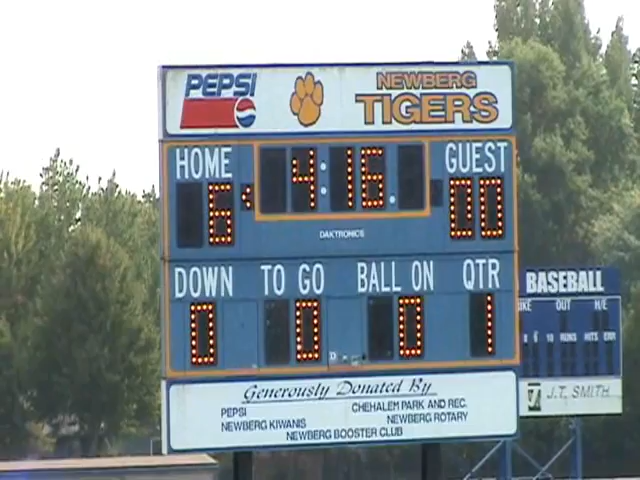 PEPSI
NEWBERG
TIGERS
HOME 4:16 GUEST
6 00
DAKTRONICS
DOWN TO GO BALL ON QTR
0 0 0 1
BASEBALL
OUT H/E
RUNS HITS ERR
J.T. SMITH
Generously Donated By
PEPSI CHEHALEM PARK AND REC.
NEWBERG KIWANIS NEWBERG ROTARY
NEWBERG BOOSTER CLUB